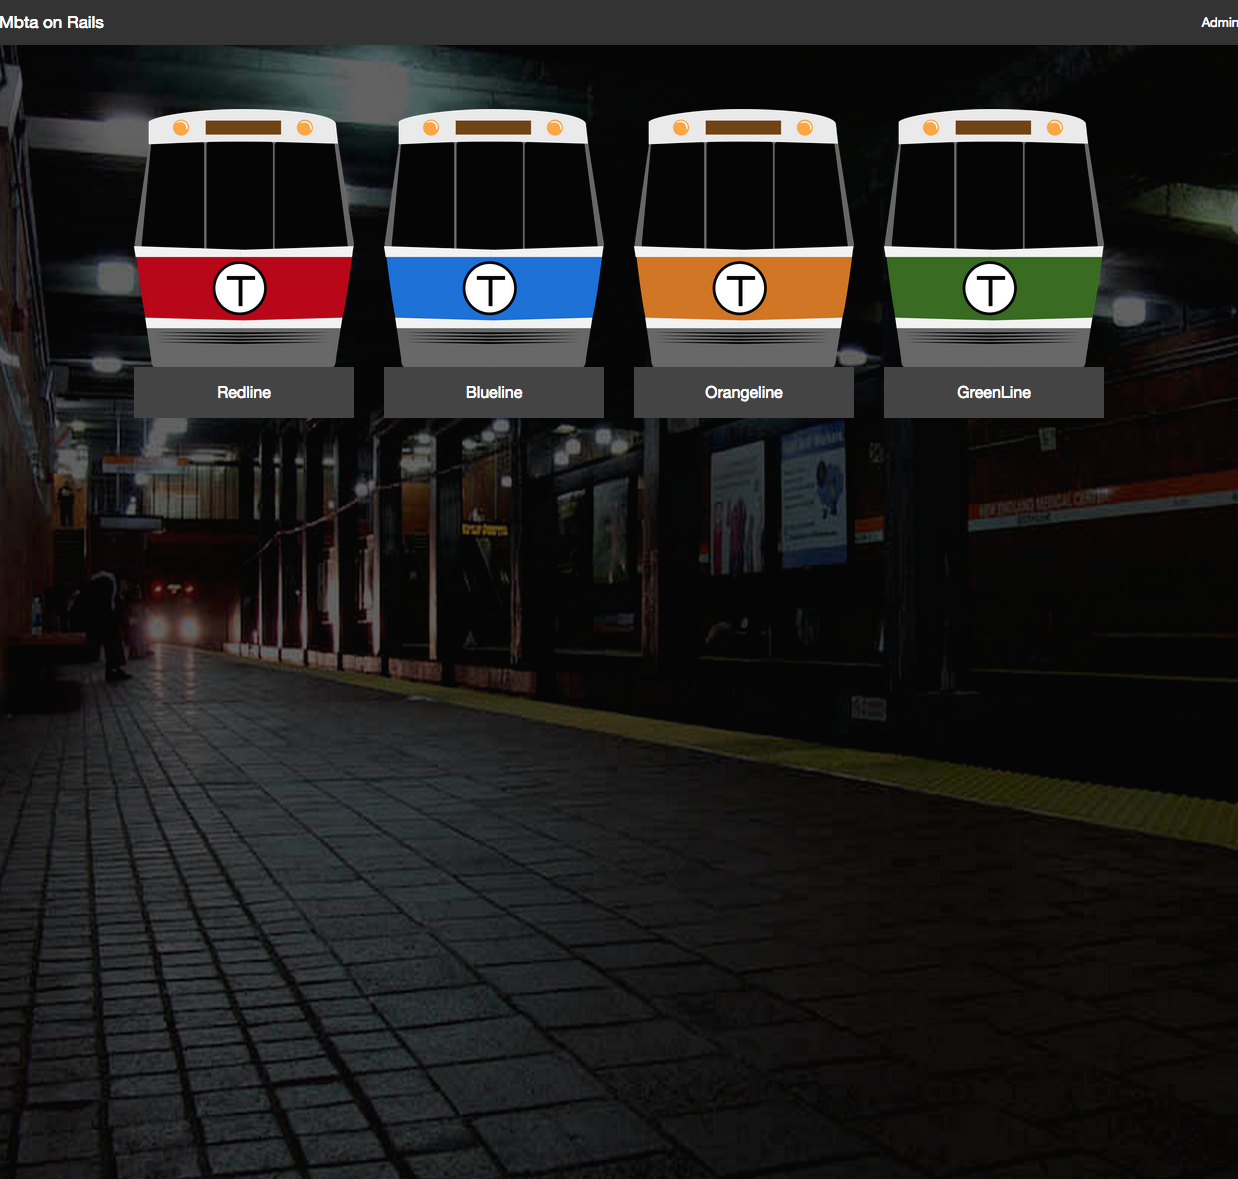 Mbta on Rails
Admin
T
T
T
T
Redline
Blueline
Orangeline
GreenLine
NEW ENGLAND MEDICAL CENTER